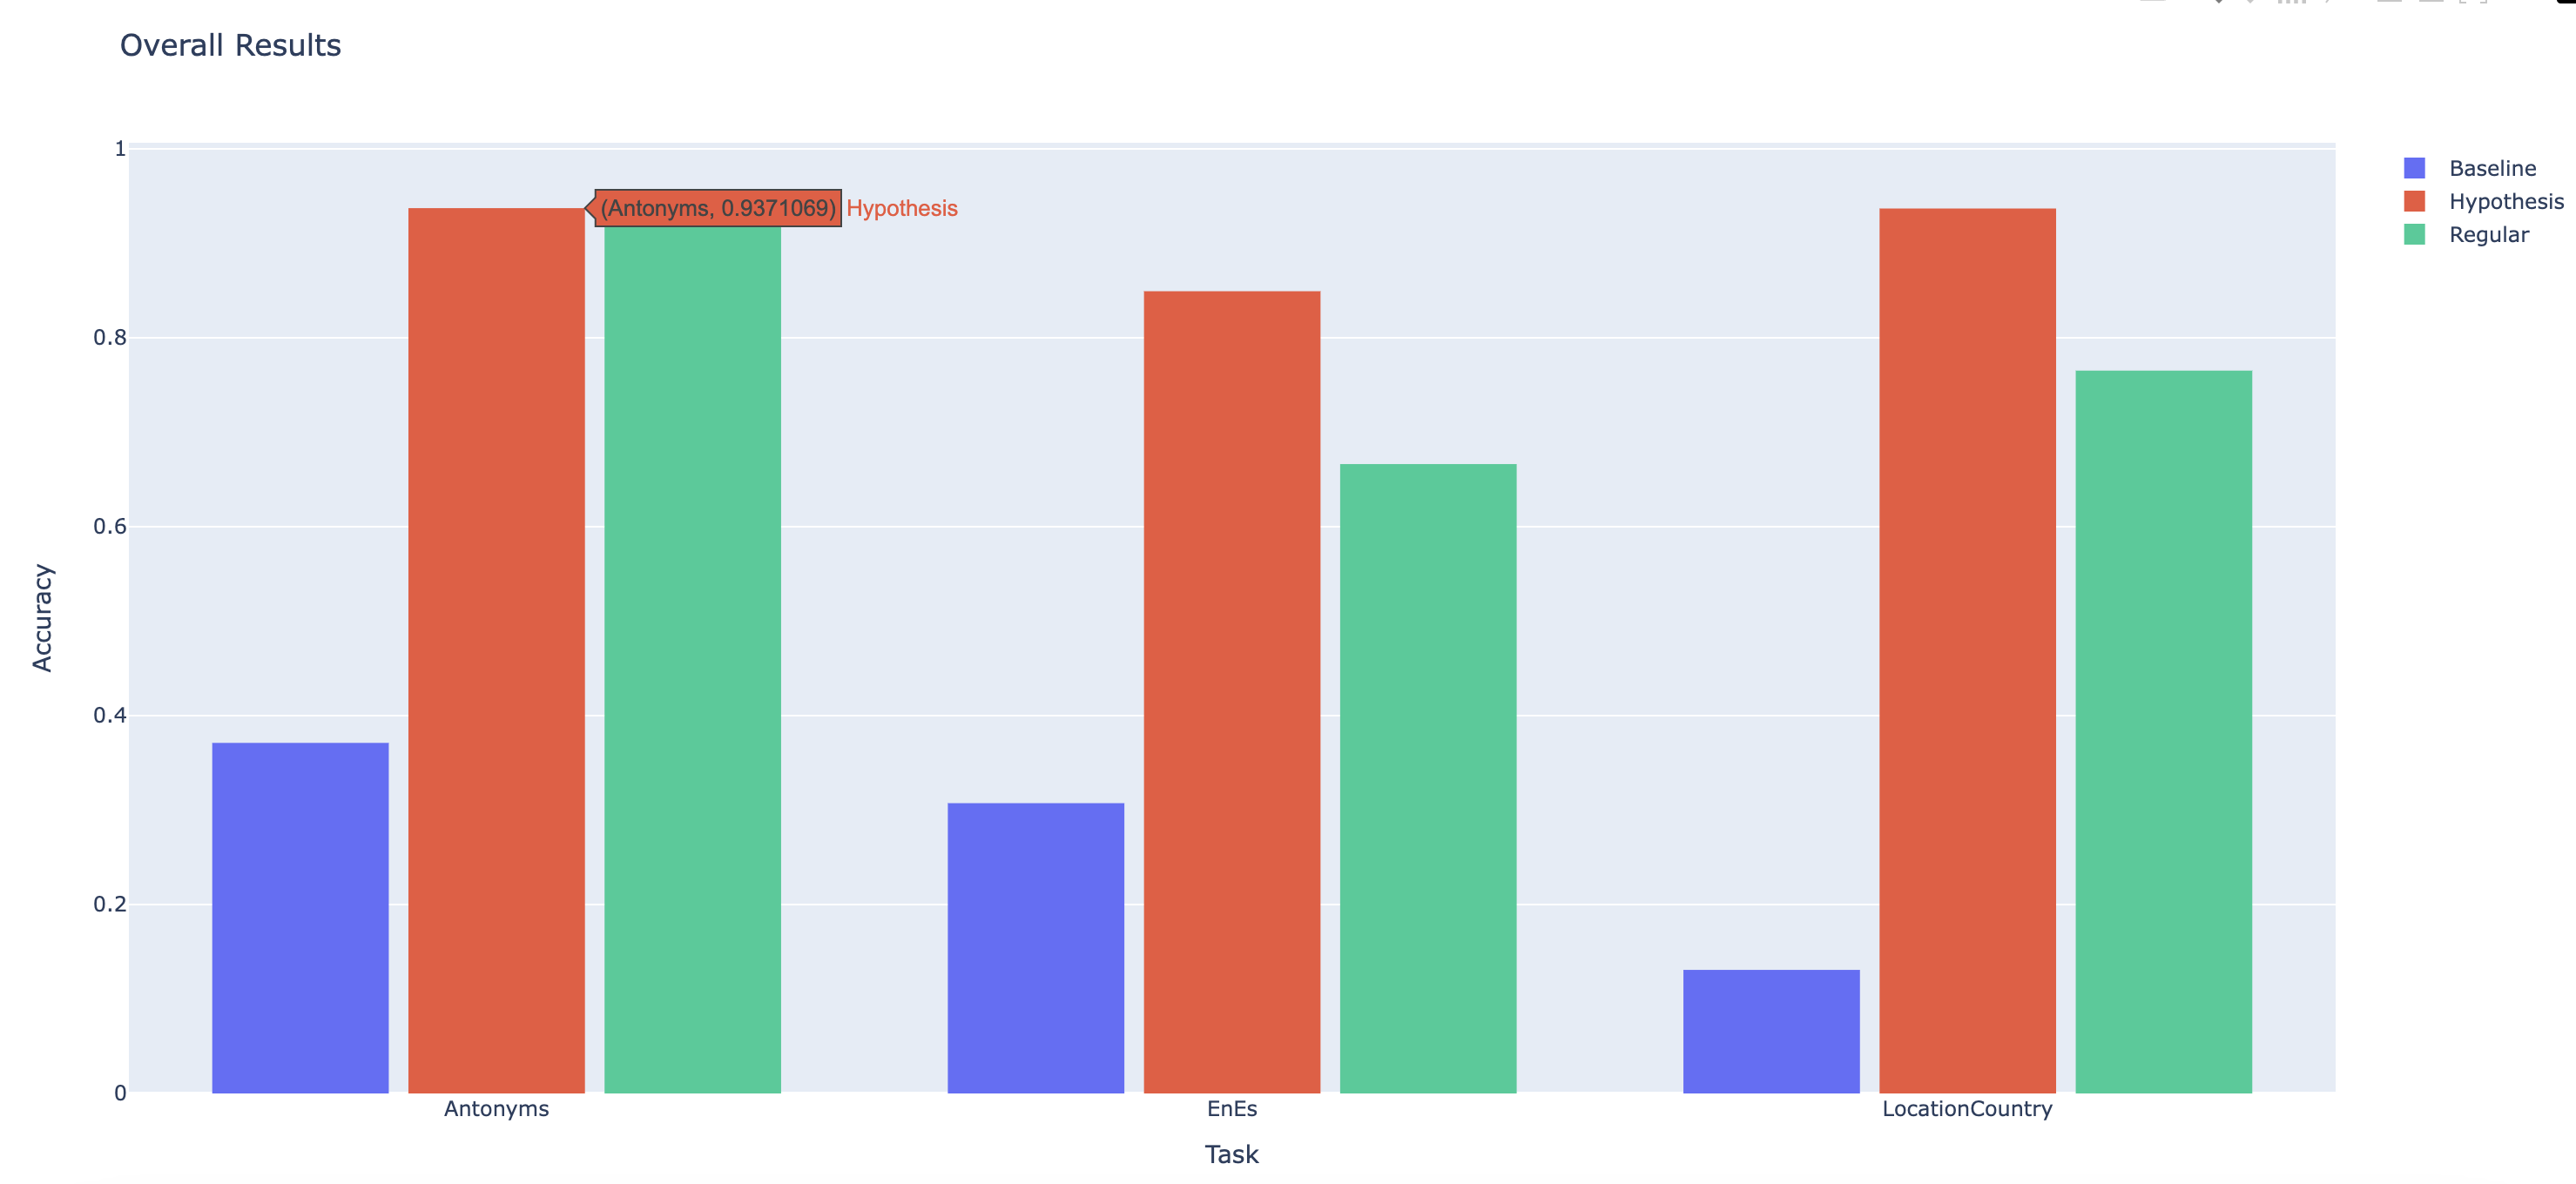 Overall Results
1
0.8
0.6
0.4
0.2
0
Accuracy
(Antonyms, 0.9371069) Hypothesis
Baseline
Hypothesis
Regular
Antonyms
EnEs
LocationCountry
Task